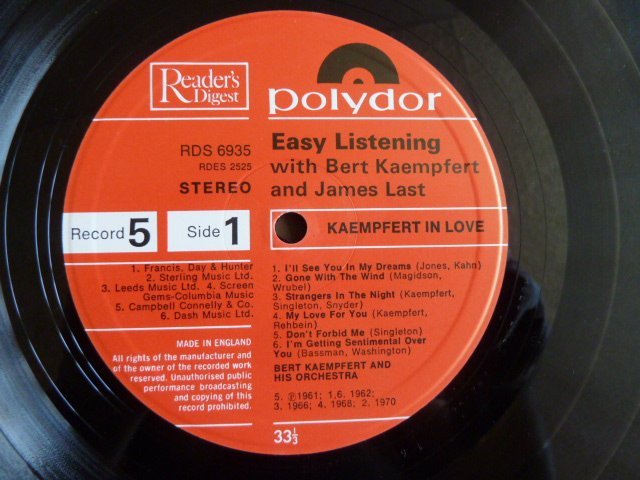 Reader's
Digest
polydor
RDS 6935
RDES 2525
STEREO
Easy Listening
with Bert Kaempfert
and James Last
Record 5 Side 1
KAEMPFERT IN LOVE
1. Francis, Day & Hunter
2. Sterling Music Ltd.
3. Leeds Music Ltd. 4. Screen
Gems-Columbia Music
5. Campbell Connelly & Co.
6. Dash Music Ltd.
MADE IN ENGLAND
All rights of the manufacturer and
of the owner of the recorded work
reserved. Unauthorised public
performance broadcasting
and copying of this
record prohibited.
1. I'll See You In My Dreams (Jones, Kahn)
2. Gone With The Wind (Magidson,
Wrubel)
3. Strangers In The Night (Kaempfert,
Singleton, Snyder)
4. My Love For You (Kaempfert,
Rehbein)
5. Don't Forbid Me (Singleton)
6. I'm Getting Sentimental Over
You (Bassman, Washington)
BERT KAEMPFERT AND
HIS ORCHESTRA
5. ℗1961; 1.6. 1962;
3. 1966; 4. 1968; 2. 1970
33⅓